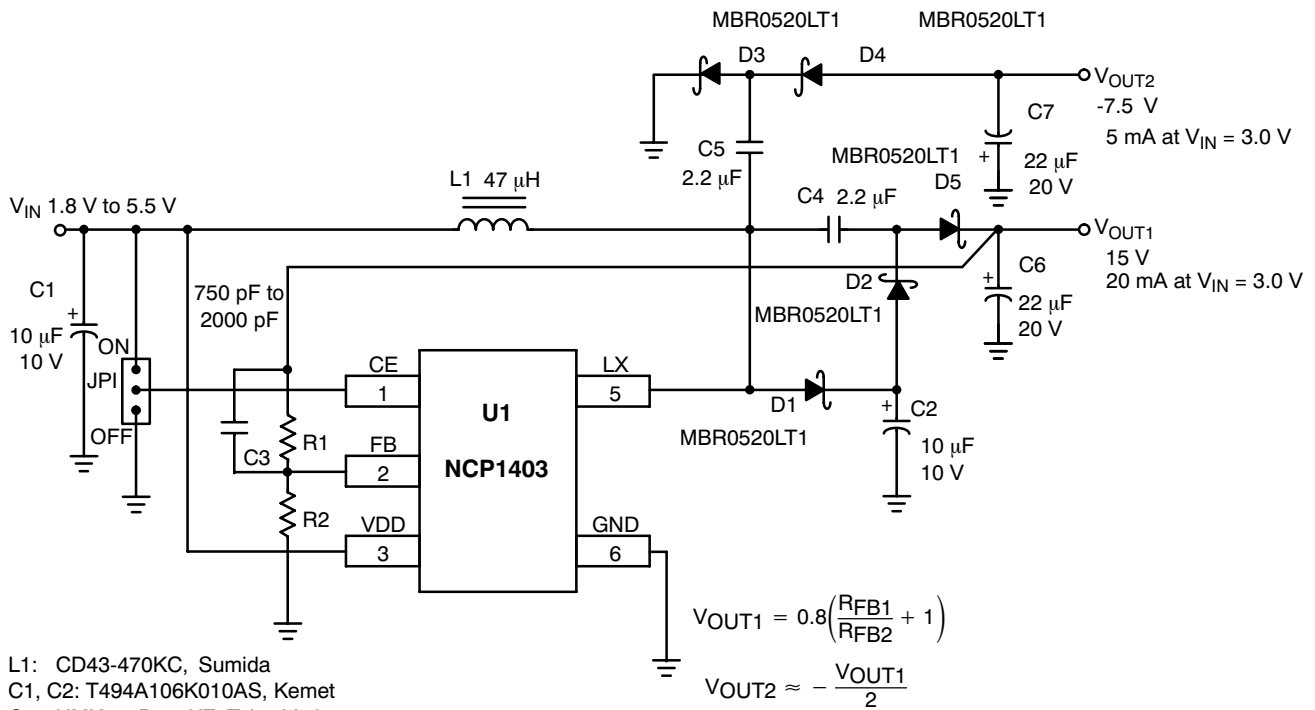 MBR0520LT1 MBR0520LT1
D3 D4
VOUT2
-7.5 V
5 mA at VIN = 3.0 V
C7
22 μF
20 V
+
C5
2.2 μF
MBR0520LT1
D5
L1 47 μH
C4 2.2 μF
VIN 1.8 V to 5.5 V
VOUT1
15 V
20 mA at VIN = 3.0 V
C6
+
22 μF
20 V
C1
+
10 μF
10 V
750 pF to
2000 pF
D2
MBR0520LT1
ON
JPI
OFF
CE
1
LX
5
U1
NCP1403
R1
C3
FB
2
R2
VDD
3
GND
6
D1
MBR0520LT1
+
C2
10 μF
10 V
VOUT1 = 0.8(RFB1/RFB2 + 1)
VOUT2 ≈ - VOUT1/2
L1: CD43-470KC, Sumida
C1, C2: T494A106K010AS, Kemet